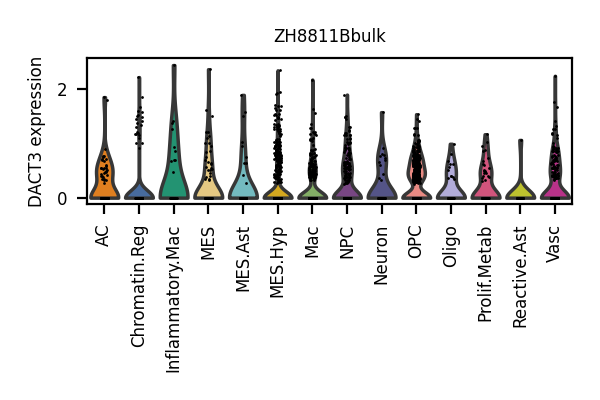 ZH8811Bbulk
DACT3 expression
2
0
AC
Chromatin.Reg
Inflammatory.Mac
MES
MES.Ast
MES.Hyp
Mac
NPC
Neuron
OPC
Oligo
Prolif.Metab
Reactive.Ast
Vasc